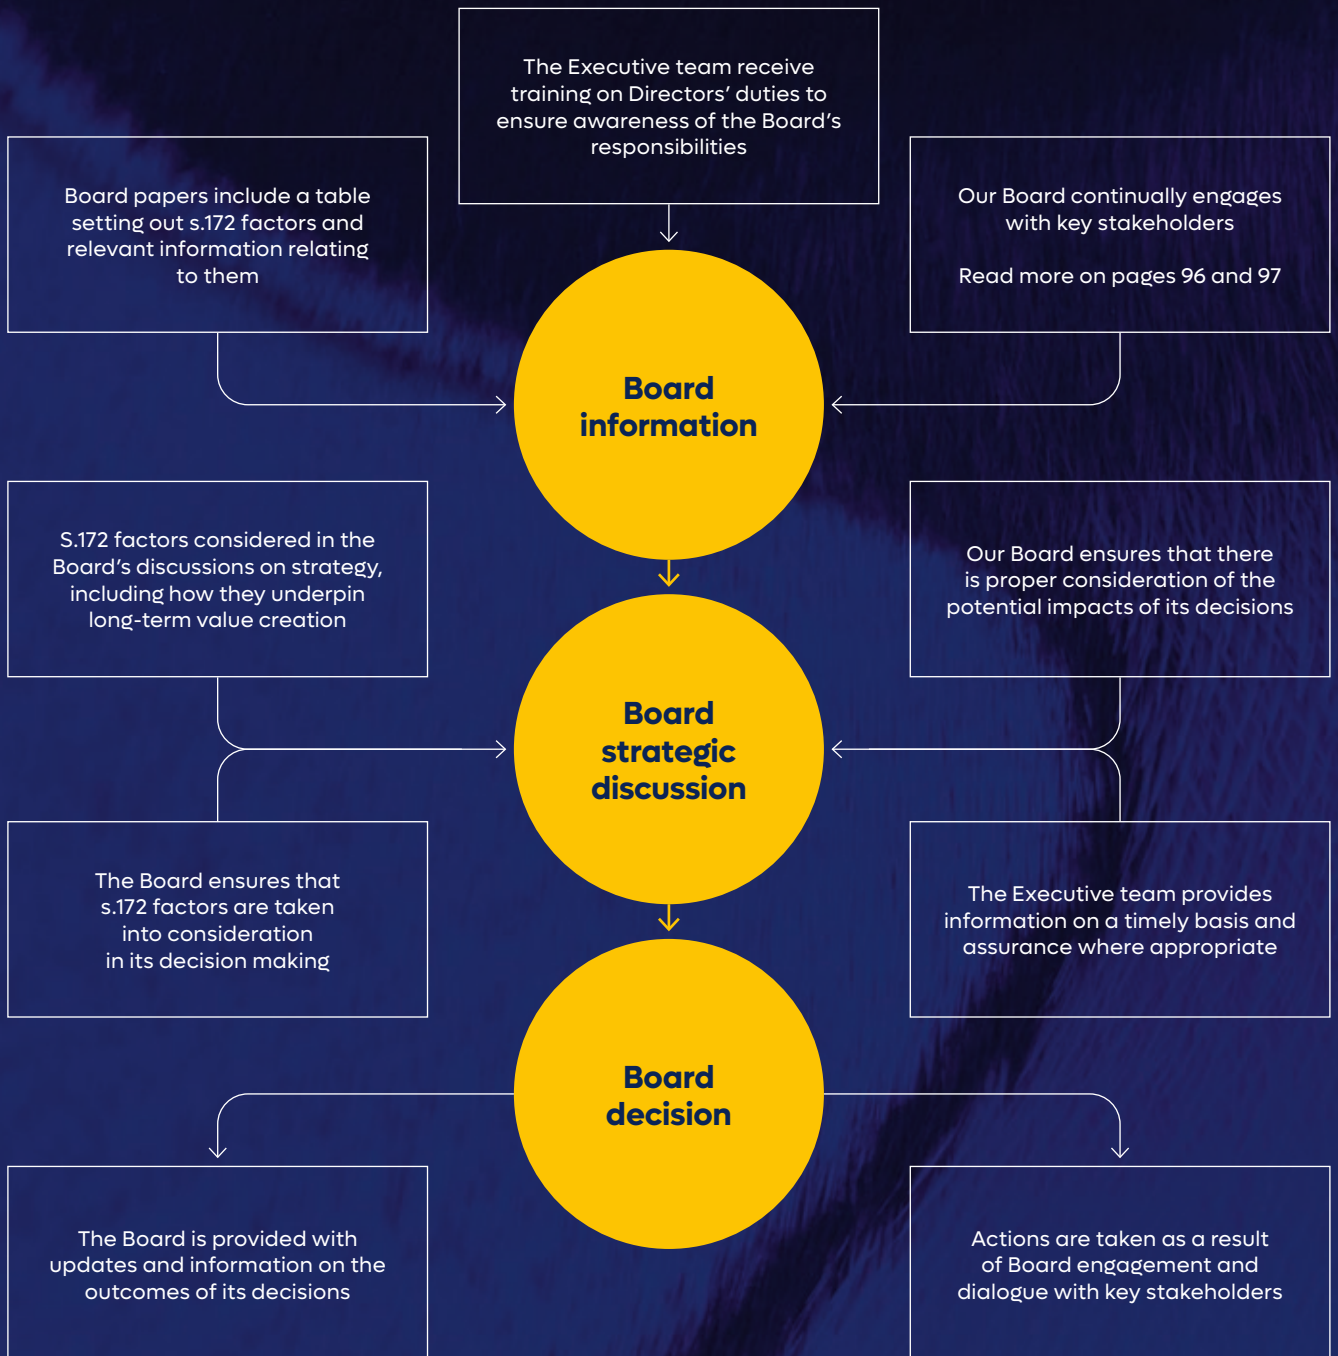 The Executive team receive
training on Directors’ duties to
ensure awareness of the Board’s
responsibilities
Board papers include a table
setting out s.172 factors and
relevant information relating
to them
Our Board continually engages
with key stakeholders
Read more on pages 96 and 97
Board
information
S.172 factors considered in the
Board’s discussions on strategy,
including how they underpin
long-term value creation
Our Board ensures that there
is proper consideration of the
potential impacts of its decisions
Board
strategic
discussion
The Board ensures that
s.172 factors are taken
into consideration
in its decision making
The Executive team provides
information on a timely basis and
assurance where appropriate
Board
decision
The Board is provided with
updates and information on the
outcomes of its decisions
Actions are taken as a result
of Board engagement and
dialogue with key stakeholders